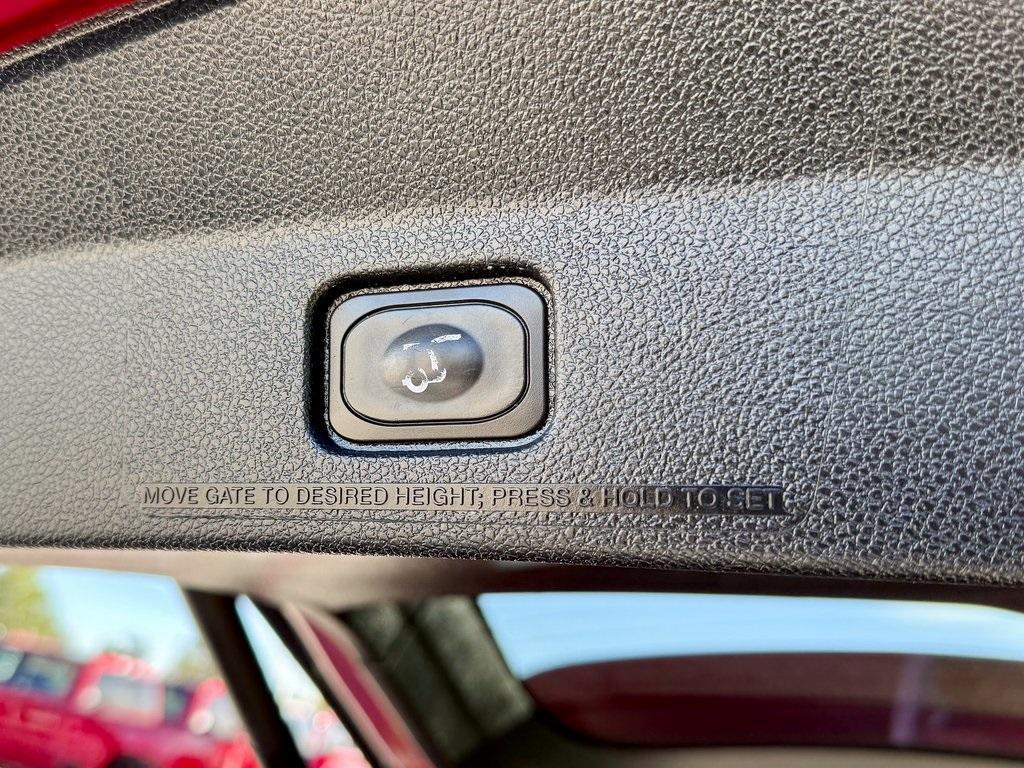 MOVE GATE TO DESIRED HEIGHT; PRESS & HOLD TO SET